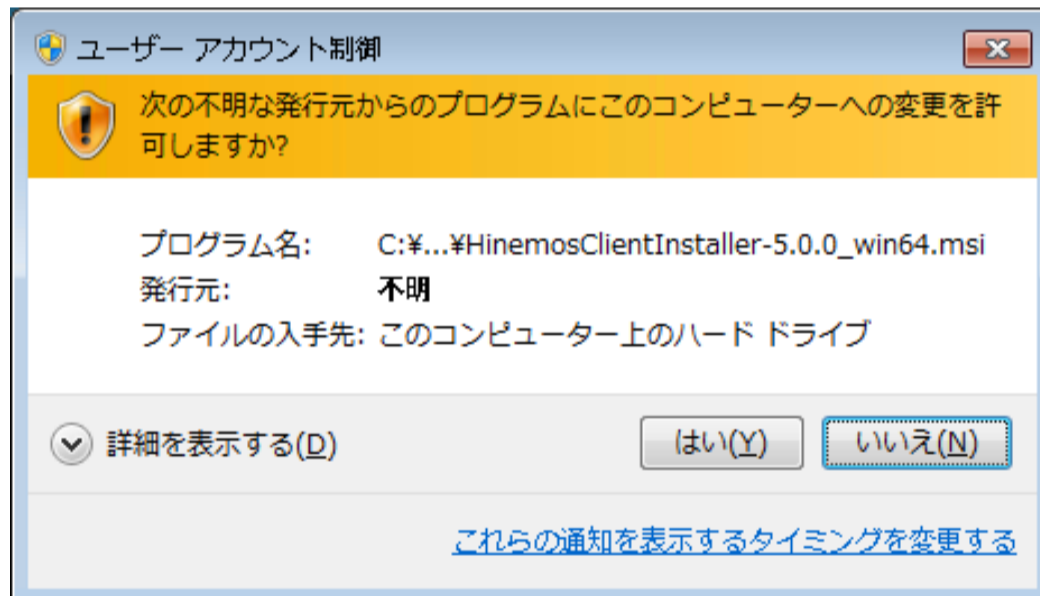 ユーザー アカウント制御
次の不明な発行元からのプログラムにこのコンピューターへの変更を許
可しますか?
プログラム名: C:¥...¥HinemosClientInstaller-5.0.0_win64.msi
発行元: 不明
ファイルの入手先: このコンピューター上のハード ドライブ
詳細を表示する(D) はい(Y) いいえ(N)
これらの通知を表示するタイミングを変更する